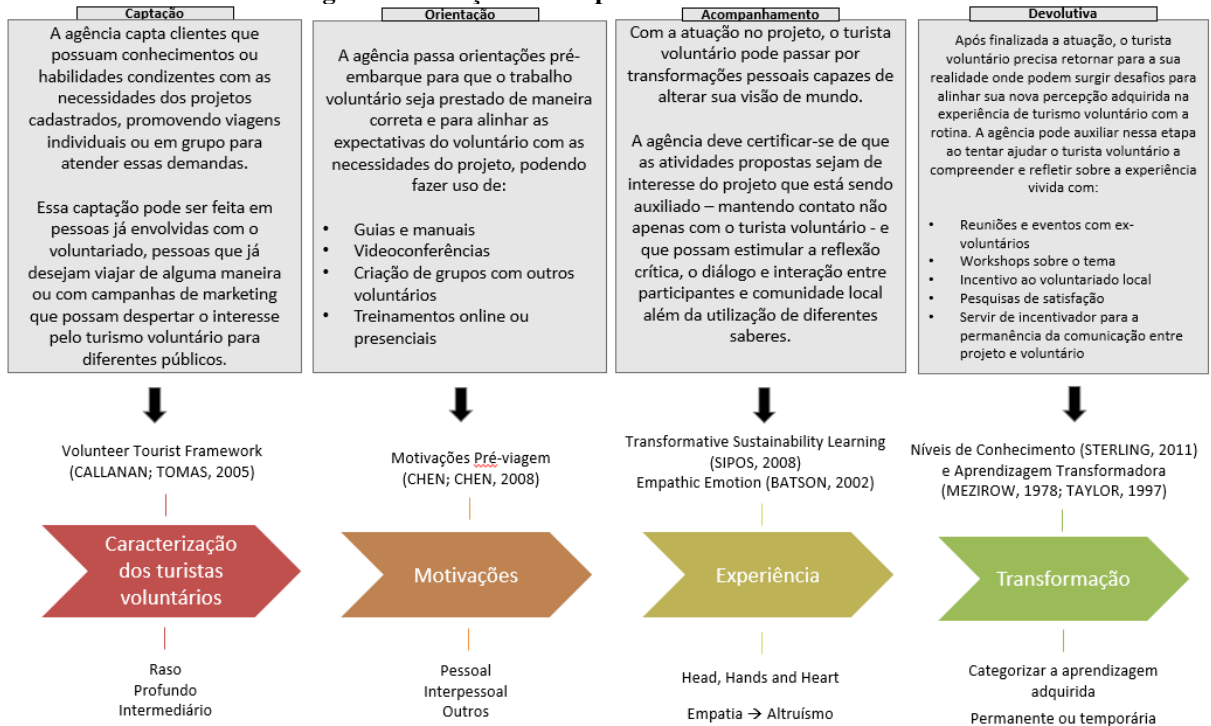 Captação
A agência capta clientes que
possuam conhecimentos ou
habilidades condizentes com as
necessidades dos projetos
cadastrados, promovendo viagens
individuais ou em grupo para
atender essas demandas.
Essa captação pode ser feita em
pessoas já envolvidas com o
voluntariado, pessoas que já
desejam viajar de alguma maneira
ou com campanhas de marketing
que possam despertar o interesse
pelo turismo voluntário para
diferentes públicos.
Orientação
A agência passa orientações pré-
embarque para que o trabalho
voluntário seja prestado de maneira
correta e para alinhar as
expectativas do voluntário com as
necessidades do projeto, podendo
fazer uso de:
• Guias e manuais
• Videoconferências
• Criação de grupos com outros
voluntários
• Treinamentos online ou
presenciais
Acompanhamento
Com a atuação no projeto, o turista
voluntário pode passar por
transformações pessoais capazes de
alterar sua visão de mundo.
A agência deve certificar-se de que
as atividades propostas sejam de
interesse do projeto que está sendo
auxiliado – mantendo contato não
apenas com o turista voluntário - e
que possam estimular a reflexão
crítica, o diálogo e interação entre
participantes e comunidade local
além da utilização de diferentes
saberes.
Devolutiva
Após finalizada a atuação, o turista
voluntário precisa retornar para a sua
realidade onde podem surgir desafios para
alinhar sua nova percepção adquirida na
experiência de turismo voluntário com a
rotina. A agência pode auxiliar nessa etapa
ao tentar ajudar o turista voluntário a
compreender e refletir sobre a experiência
vivida com:
• Reuniões e eventos com ex-
voluntários
• Workshops sobre o tema
• Incentivo ao voluntariado local
• Pesquisas de satisfação
• Servir de incentivador para a
permanência da comunicação entre
projeto e voluntário
Volunteer Tourist Framework
(CALLANAN; TOMAS, 2005)
Motivações Pré-viagem
(CHEN; CHEN, 2008)
Transformative Sustainability Learning
(SIPOS, 2008)
Empathic Emotion (BATSON, 2002)
Níveis de Conhecimento (STERLING, 2011)
e Aprendizagem Transformadora
(MEZIROW, 1978; TAYLOR, 1997)
Caracterização
dos turistas
voluntários
Motivações
Experiência
Transformação
Raso
Profundo
Intermediário
Pessoal
Interpessoal
Outros
Head, Hands and Heart
Empatia → Altruísmo
Categorizar a aprendizagem
adquirida
Permanente ou temporária